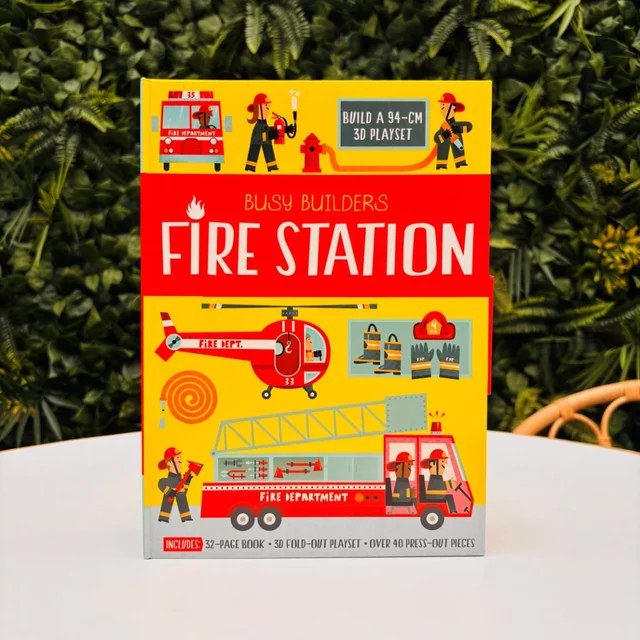 FIRE DEPARTMENT
BUILD A 94-CM
3D PLAYSET
BUSY BUILDERS
FIRE STATION
FIRE DEPT.
33
FIRE DEPARTMENT
INCLUDES: 32-PAGE BOOK • 3D FOLD-OUT PLAYSET • OVER 40 PRESS-OUT PIECES